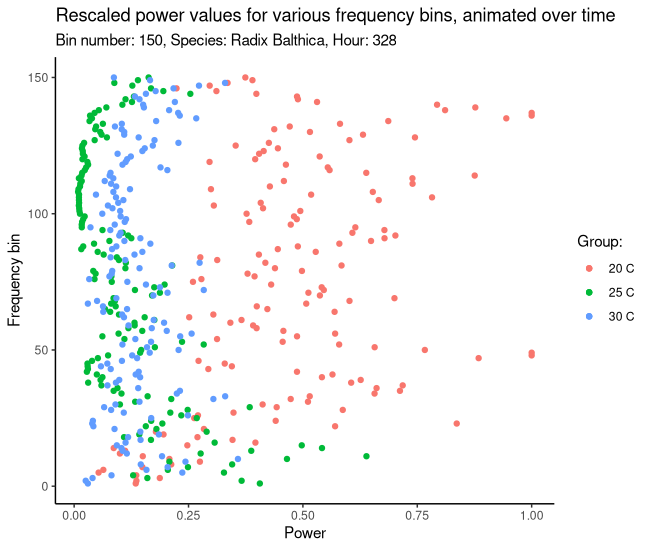 Rescaled power values for various frequency bins, animated over time
Bin number: 150, Species: Radix Balthica, Hour: 328
150
100
50
0
Frequency bin
0.00 0.25 0.50 0.75 1.00
Power
Group:
20 C
25 C
30 C